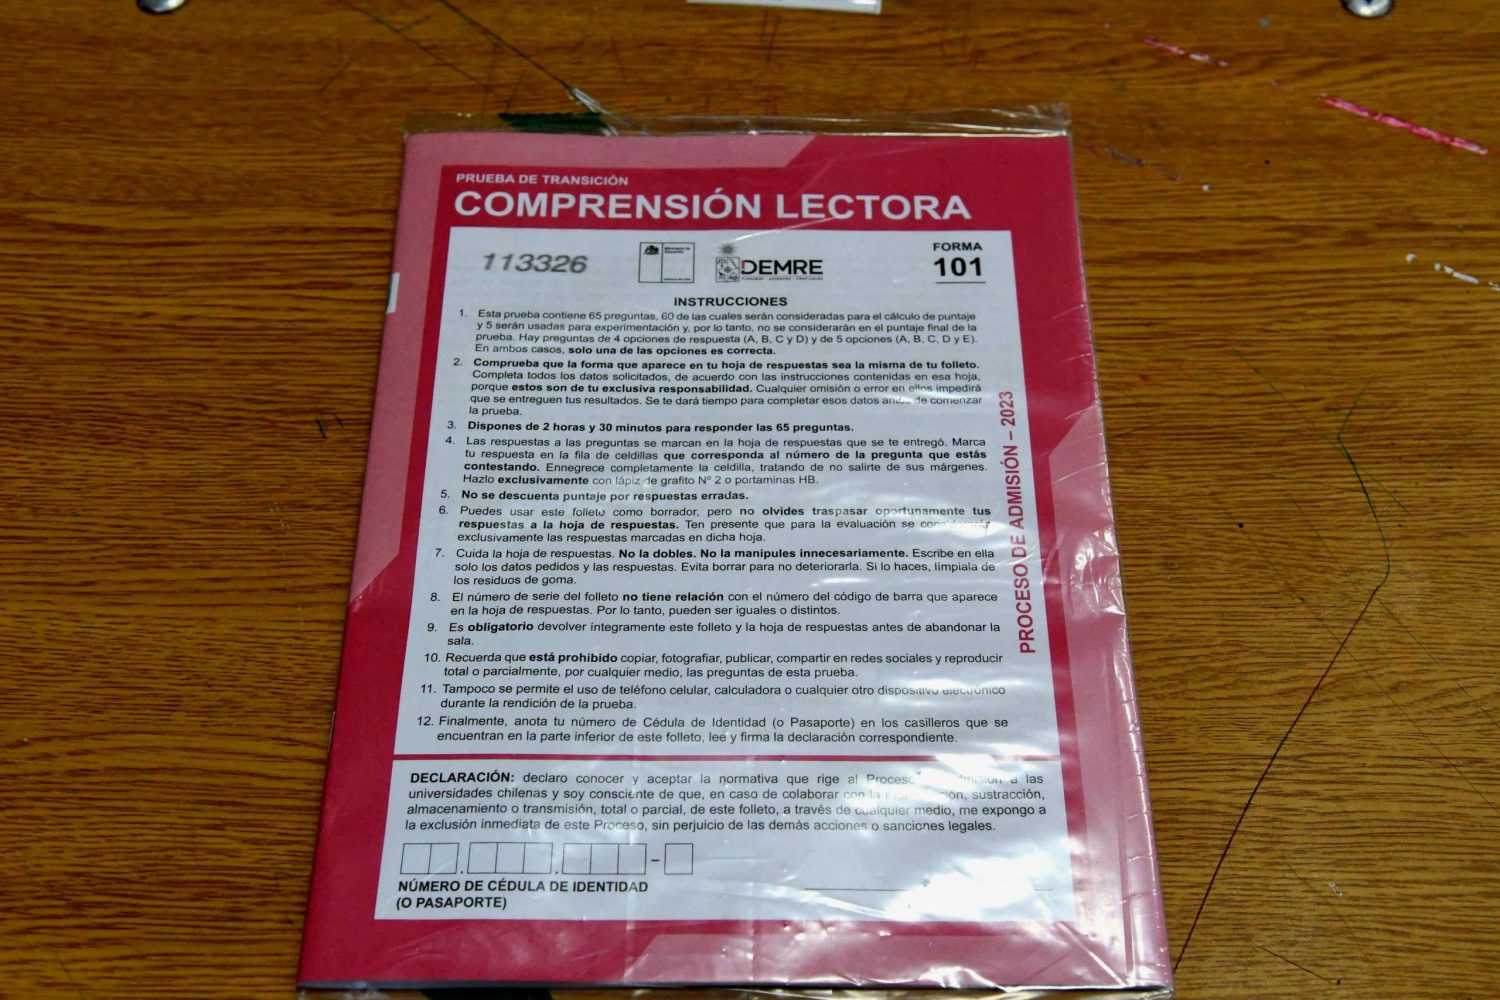 PRUEBA DE TRANSICIÓN
COMPRENSIÓN LECTORA
113326
DEMRE
FORMA
101
INSTRUCCIONES
1. Esta prueba contiene 65 preguntas, 60 de las cuales serán consideradas para el cálculo de puntaje
y 5 serán usadas para experimentación y, por lo tanto, no se considerarán en el puntaje final de la
prueba. Hay preguntas de 4 opciones de respuesta (A, B, C y D) y de 5 opciones (A, B, C, D y E).
En ambos casos, solo una de las opciones es correcta.
2. Comprueba que la forma que aparece en tu hoja de respuestas sea la misma de tu folleto.
Completa todos los datos solicitados, de acuerdo con las instrucciones contenidas en esa hoja,
porque estos son de tu exclusiva responsabilidad. Cualquier omisión o error en ellos impedirá
que se entreguen tus resultados. Se te dará tiempo para completar esos datos antes de comenzar
la prueba.
3. Dispones de 2 horas y 30 minutos para responder las 65 preguntas.
4. Las respuestas a las preguntas se marcan en la hoja de respuestas que se te entregó. Marca
tu respuesta en la fila de celdillas que corresponda al número de la pregunta que estás
contestando. Ennegrece completamente la celdilla, tratando de no salirte de sus márgenes.
Hazlo exclusivamente con lápiz de grafito Nº 2 o portaminas HB.
5. No se descuenta puntaje por respuestas erradas.
6. Puedes usar este folleto como borrador, pero no olvides traspasar oportunamente tus
respuestas a la hoja de respuestas. Ten presente que para la evaluación se
exclusivamente las respuestas marcadas en dicha hoja.
7. Cuida la hoja de respuestas. No la dobles. No la manipules innecesariamente. Escribe en ella
solo los datos pedidos y las respuestas. Evita borrar para no deteriorarla. Si lo haces, límpiala de
los residuos de goma.
8. El número de serie del folleto no tiene relación con el número del código de barra que aparece
en la hoja de respuestas. Por lo tanto, pueden ser iguales o distintos.
9. Es obligatorio devolver íntegramente este folleto y la hoja de respuestas antes de abandonar la
sala.
10. Recuerda que está prohibido copiar, fotografiar, publicar, compartir en redes sociales y reproducir
total o parcialmente, por cualquier medio, las preguntas de esta prueba.
11. Tampoco se permite el uso de teléfono celular, calculadora o cualquier otro dispositivo electrónico
durante la rendición de la prueba.
12. Finalmente, anota tu número de Cédula de Identidad (o Pasaporte) en los casilleros que se
encuentran en la parte inferior de este folleto, lee y firma la declaración correspondiente.
PROCESO DE ADMISIÓN – 2023
DECLARACIÓN: declaro conocer y aceptar la normativa que rige al Proceso Admisión a las
universidades chilenas y soy consciente de que, en caso de colaborar con la sustracción,
almacenamiento o transmisión, total o parcial, de este folleto, a través de cualquier medio, me expongo a
la exclusión inmediata de este Proceso, sin perjuicio de las demás acciones o sanciones legales.
NÚMERO DE CÉDULA DE IDENTIDAD
(O PASAPORTE)